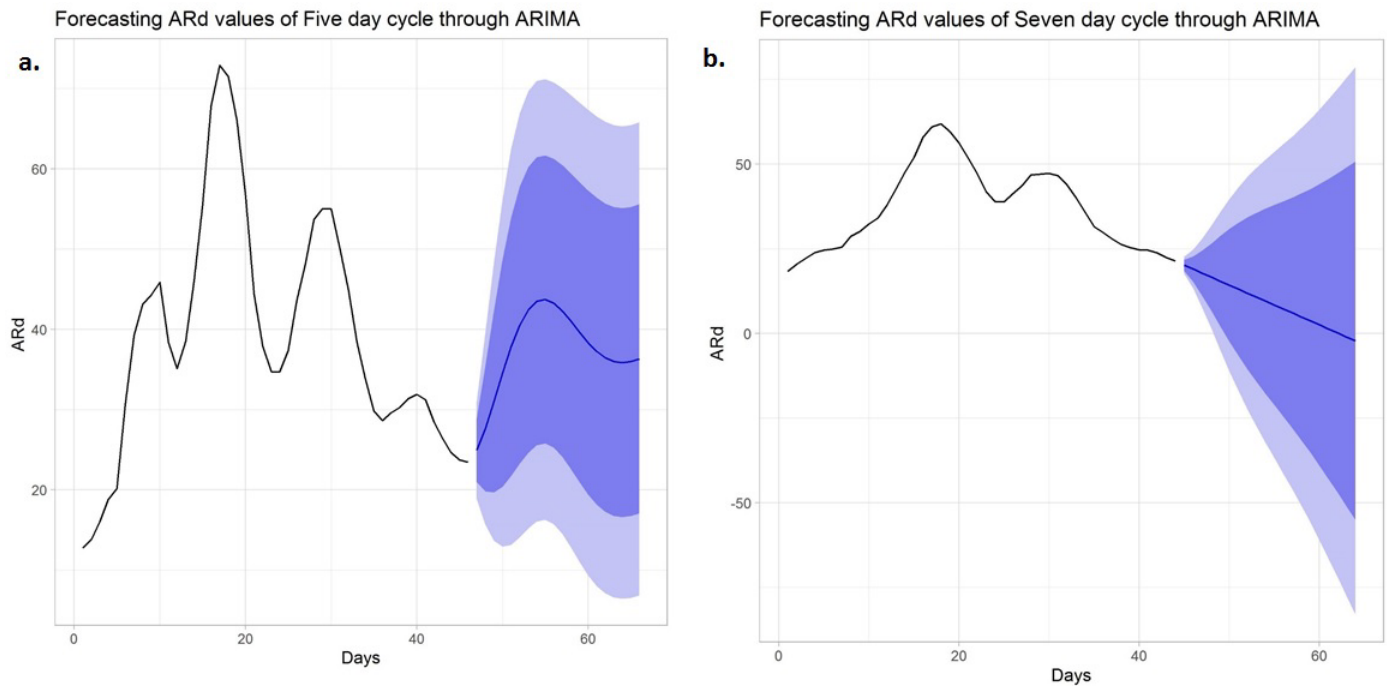 Forecasting ARd values of Five day cycle through ARIMA
a.
60
40
20
ARd
0 20 40 60
Days
Forecasting ARd values of Seven day cycle through ARIMA
b.
50
0
-50
ARd
0 20 40 60
Days